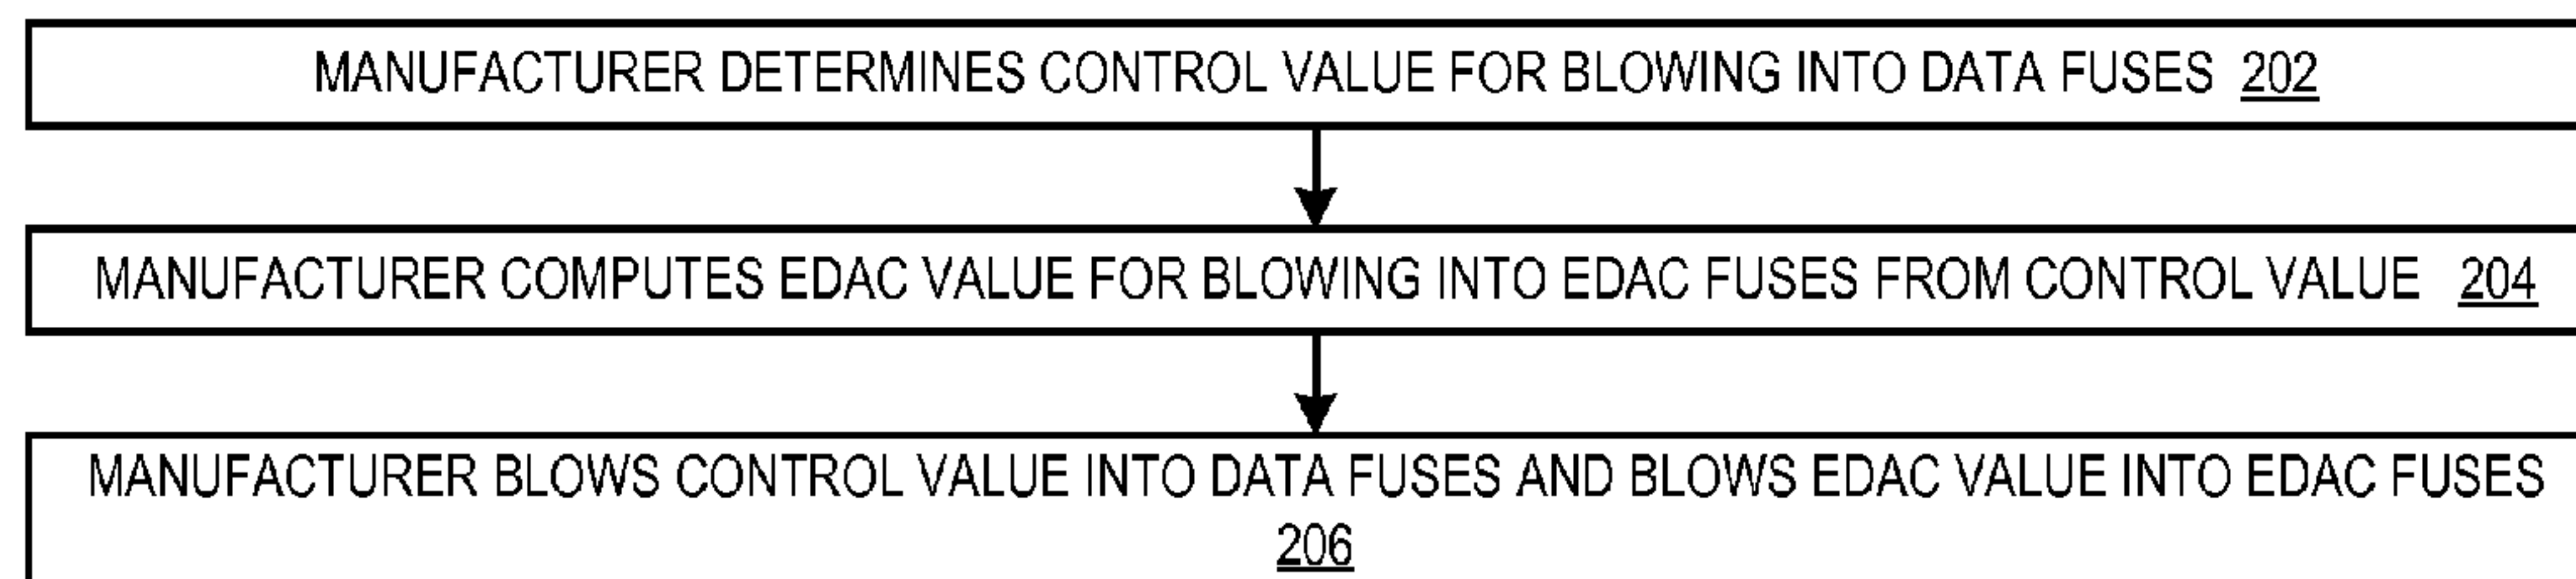 MANUFACTURER DETERMINES CONTROL VALUE FOR BLOWING INTO DATA FUSES 202
MANUFACTURER COMPUTES EDAC VALUE FOR BLOWING INTO EDAC FUSES FROM CONTROL VALUE 204
MANUFACTURER BLOWS CONTROL VALUE INTO DATA FUSES AND BLOWS EDAC VALUE INTO EDAC FUSES
206